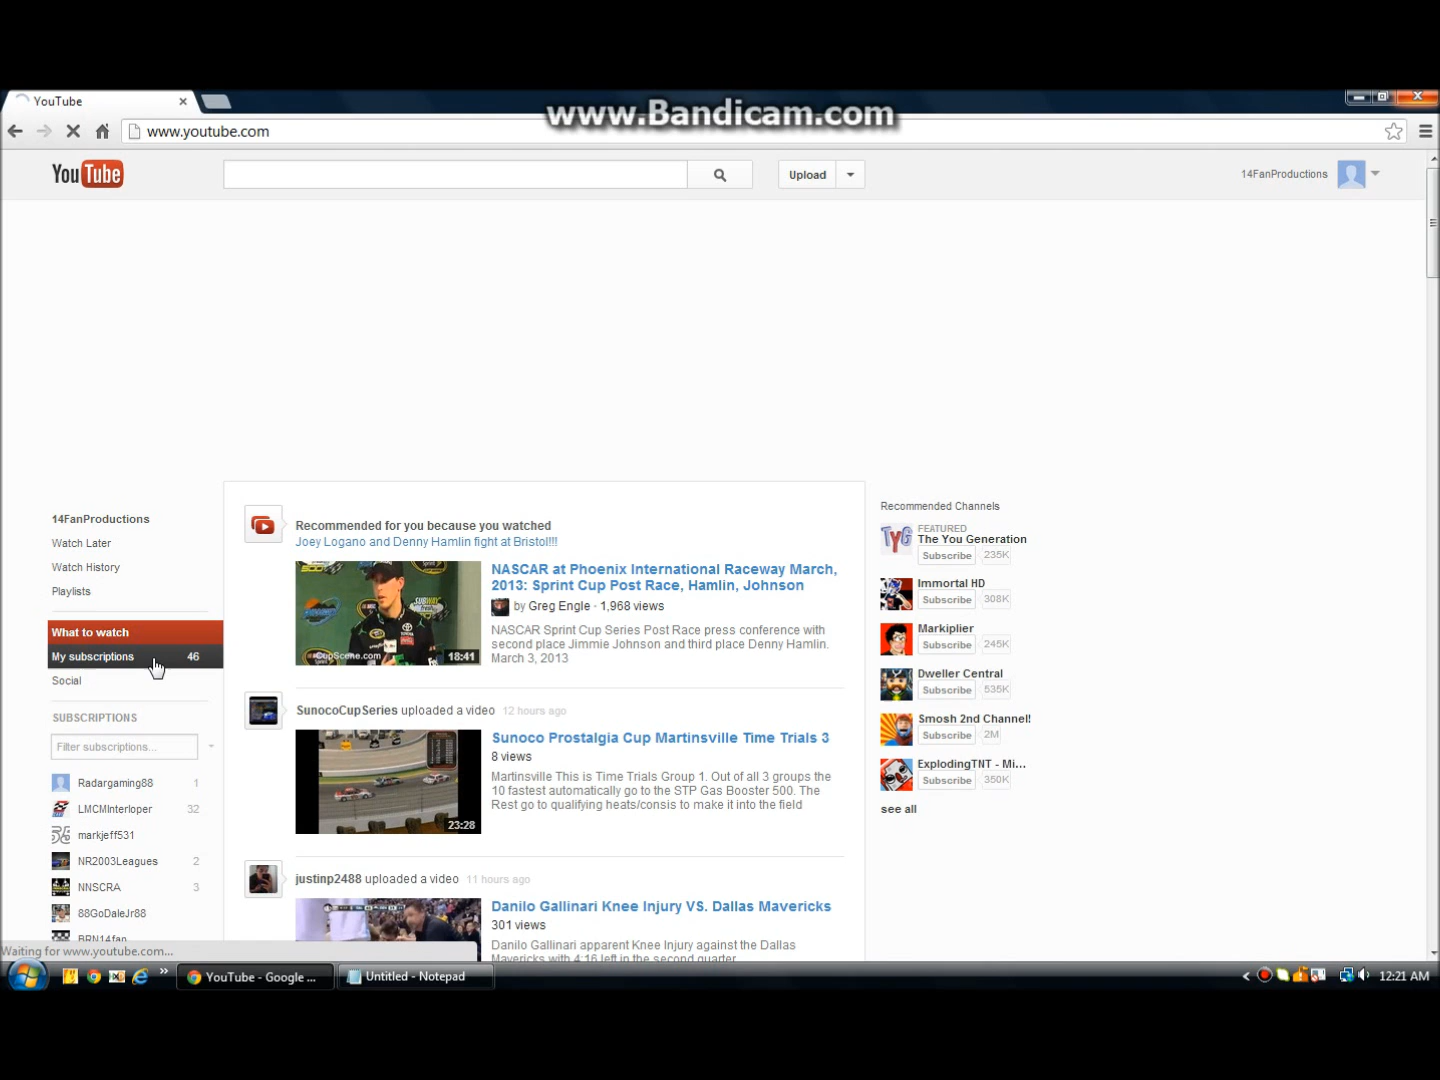 YouTube
www.Bandicam.com
www.youtube.com
YouTube
Upload
14FanProductions
14FanProductions
Watch Later
Watch History
Playlists
What to watch
My subscriptions 46
Social
SUBSCRIPTIONS
Filter subscriptions...
Radargaming88 1
LMCMInterloper 32
markjeff531
NR2003Leagues 2
NNSCRA 3
88GoDaleJr88
BRN14fan
Recommended for you because you watched
Joey Logano and Denny Hamlin fight at Bristol!!!
NASCAR at Phoenix International Raceway March,
2013: Sprint Cup Post Race, Hamlin, Johnson
by Greg Engle · 1,968 views
NASCAR Sprint Cup Series Post Race press conference with
second place Jimmie Johnson and third place Denny Hamlin.
March 3, 2013
18:41
SunocoCupSeries uploaded a video 12 hours ago
Sunoco Prostalgia Cup Martinsville Time Trials 3
8 views
Martinsville This is Time Trials Group 1. Out of all 3 groups the
10 fastest automatically go to the STP Gas Booster 500. The
Rest go to qualifying heats/consis to make it into the field
23:28
justinp2488 uploaded a video 11 hours ago
Danilo Gallinari Knee Injury VS. Dallas Mavericks
301 views
Danilo Gallinari apparent Knee Injury against the Dallas
Mavericks with 4:16 left in the second quarter.
Recommended Channels
FEATURED
The You Generation
Subscribe 235K
Immortal HD
Subscribe 308K
Markiplier
Subscribe 245K
Dweller Central
Subscribe 535K
Smosh 2nd Channel!
Subscribe 2M
ExplodingTNT - Mi...
Subscribe 350K
see all
Waiting for www.youtube.com...
YouTube - Google ...
Untitled - Notepad
12:21 AM